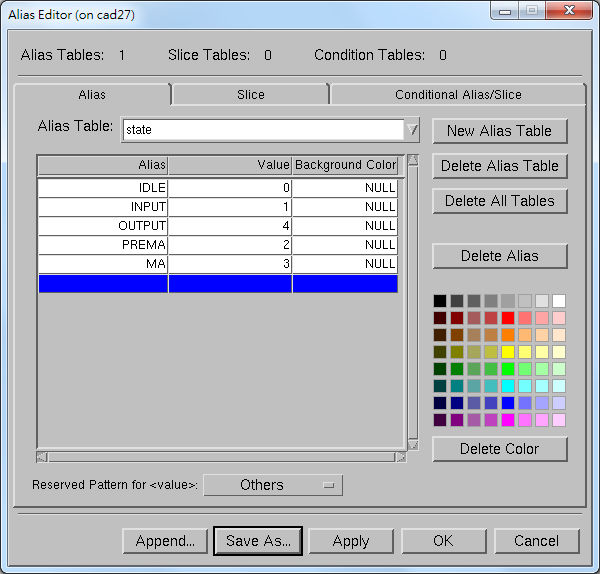 Alias Editor (on cad27)
Alias Tables: 1 Slice Tables: 0 Condition Tables: 0
Alias Slice Conditional Alias/Slice
Alias Table: state
New Alias Table
Delete Alias Table
Delete All Tables
Delete Alias
Alias Value Background Color
IDLE 0 NULL
INPUT 1 NULL
OUTPUT 4 NULL
PREMA 2 NULL
MA 3 NULL
Delete Color
Reserved Pattern for <value>: Others
Append... Save As... Apply OK Cancel